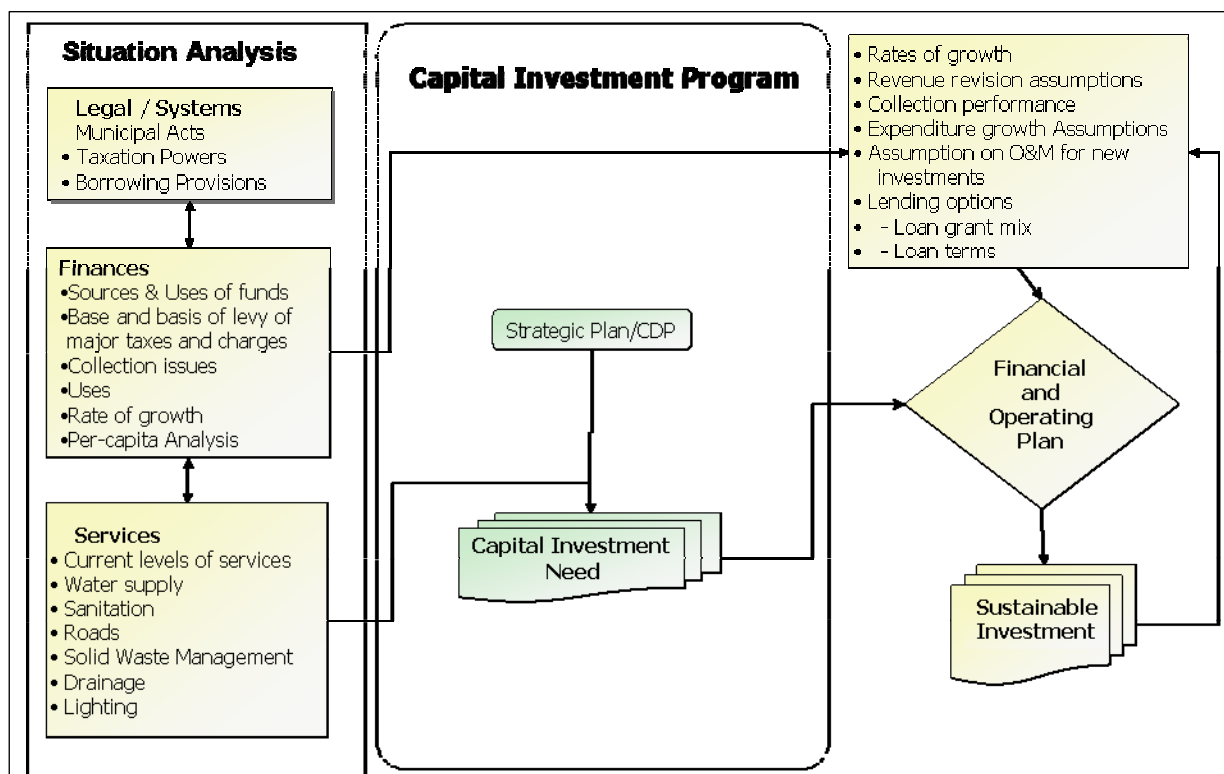 Situation Analysis
Legal / Systems
Municipal Acts
• Taxation Powers
• Borrowing Provisions
Finances
•Sources & Uses of funds
•Base and basis of levy of
major taxes and charges
•Collection issues
•Uses
•Rate of growth
•Per-capita Analysis
Services
• Current levels of services
• Water supply
• Sanitation
• Roads
• Solid Waste Management
• Drainage
• Lighting
Capital Investment Program
Strategic Plan/CDP
Capital Investment
Need
• Rates of growth
• Revenue revision assumptions
• Collection performance
• Expenditure growth Assumptions
• Assumption on O&M for new
investments
• Lending options
• - Loan grant mix
• - Loan terms
Financial
and
Operating
Plan
Sustainable
Investment